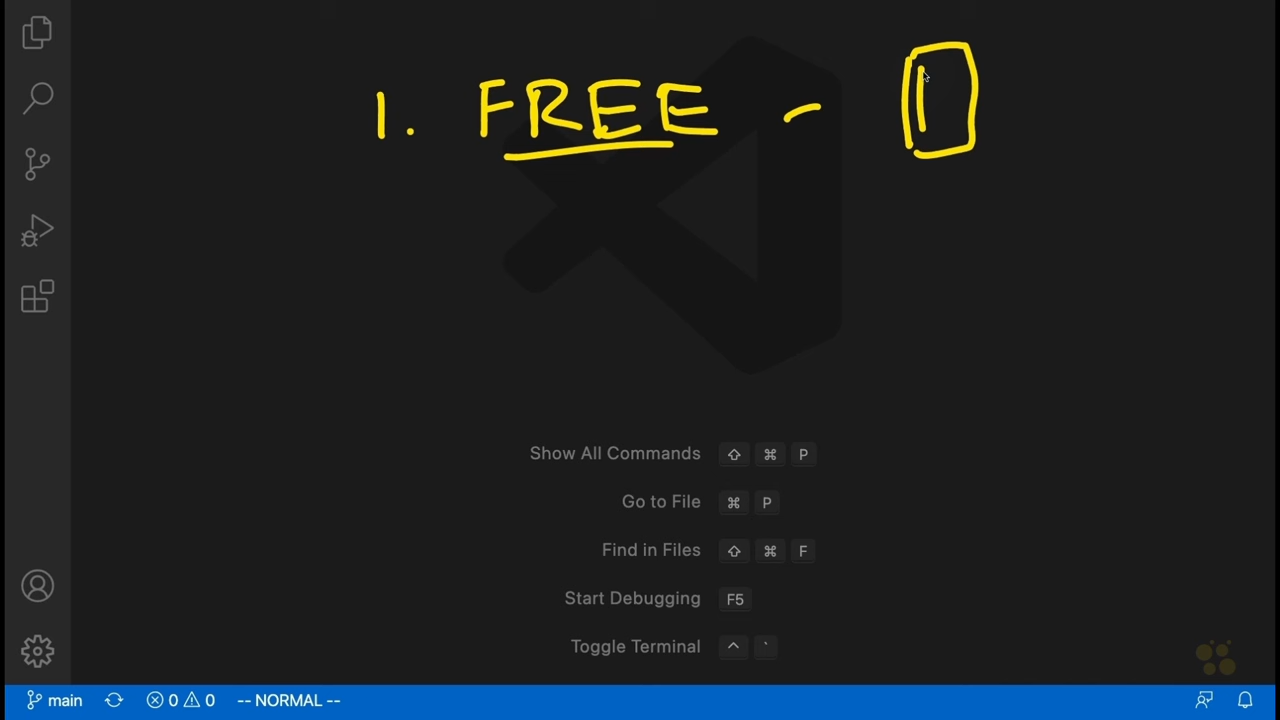 1. FREE -
Show All Commands ⇧ ⌘ P
Go to File ⌘ P
Find in Files ⇧ ⌘ F
Start Debugging F5
Toggle Terminal ^ `
main 0 0 -- NORMAL --